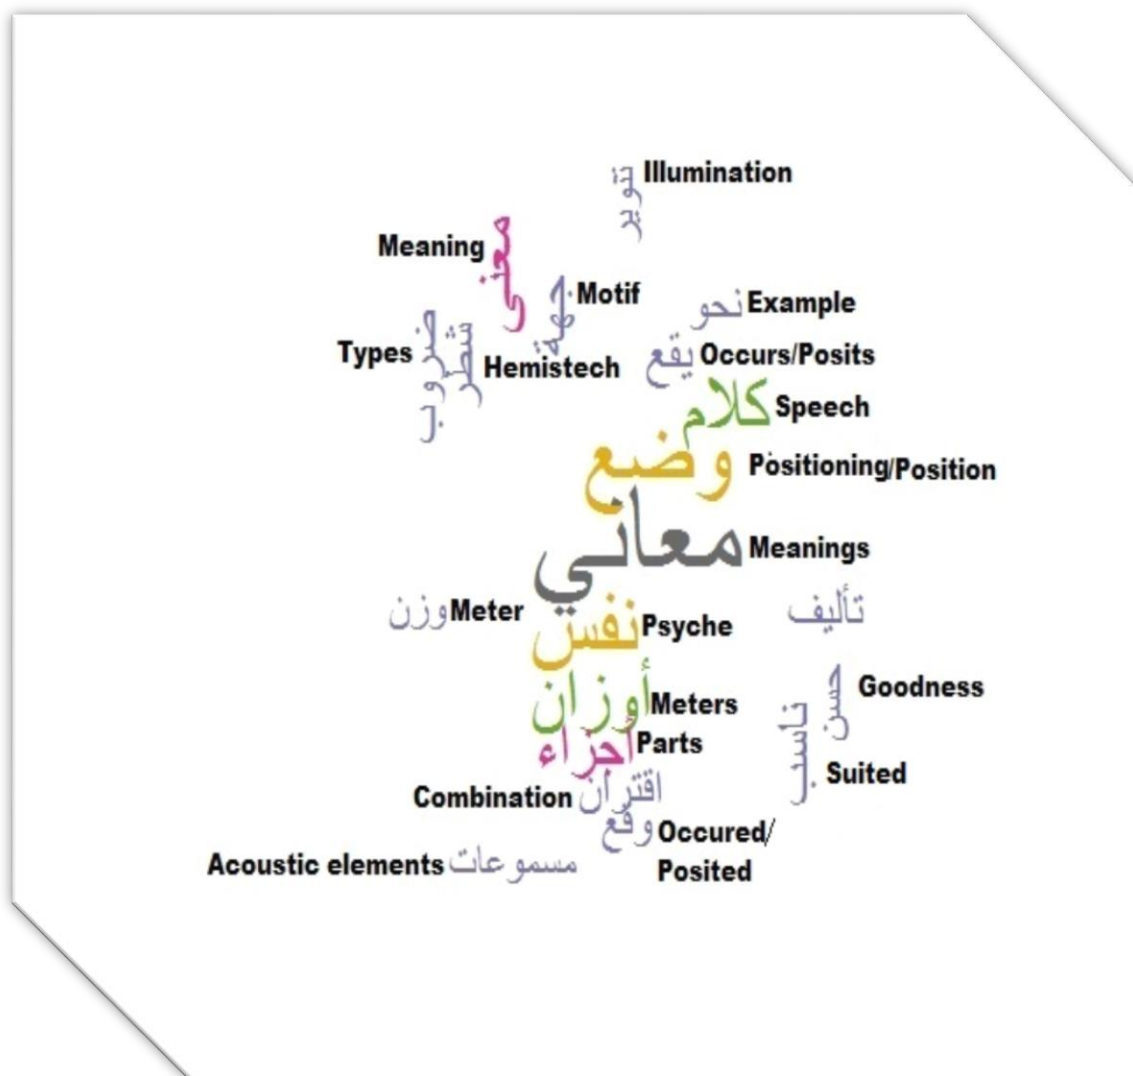 تنوير Illumination
Meaning معنى
جهة Motif
نحو Example
Types ضروب
شطر Hemistech
يقع Occurs/Posits
كلام Speech
وضع Positioning/Position
معاني Meanings
وزن Meter
نفس Psyche
تأليف
حسن Goodness
أوزان Meters
أجزاء Parts
تناسب Suited
Combination اقتران
وقع Occured/
Posited
Acoustic elements مسموعات